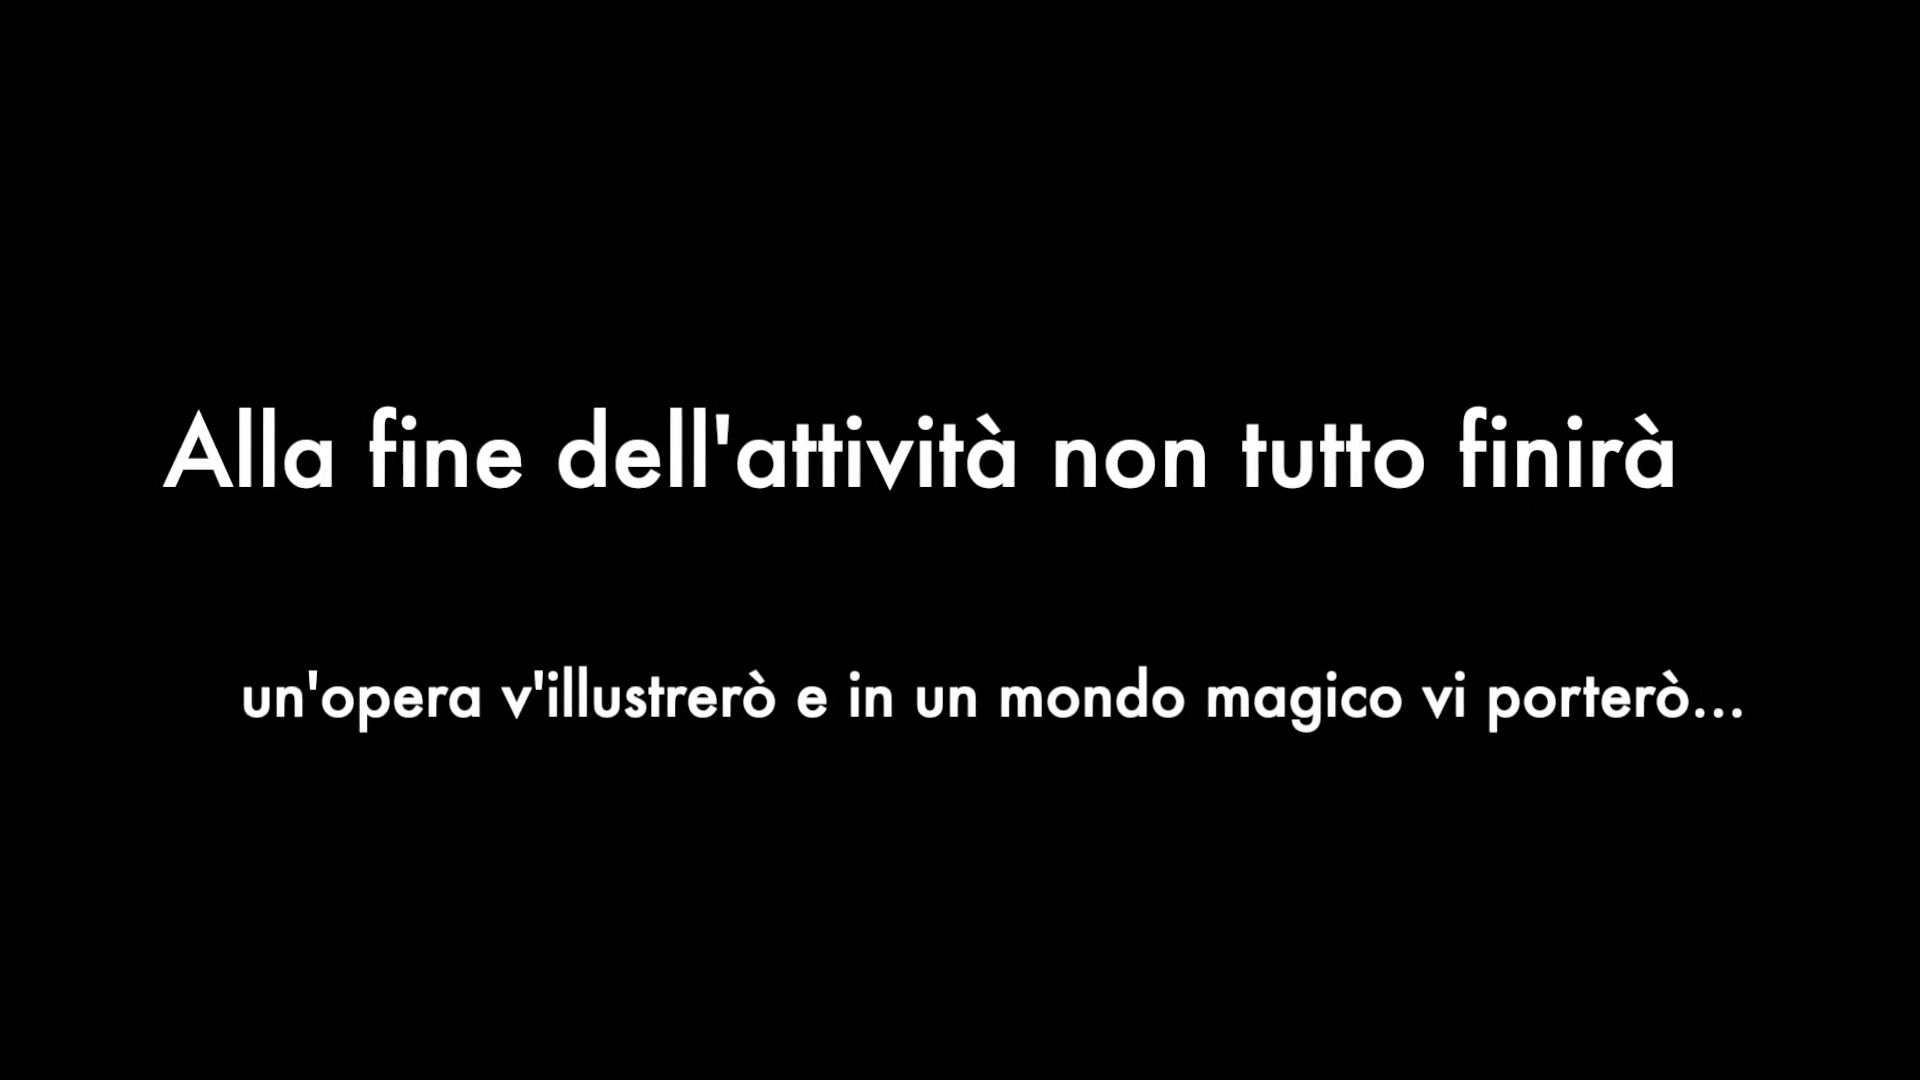 Alla fine dell'attività non tutto finirà
un'opera v'illustrerò e in un mondo magico vi porterò...